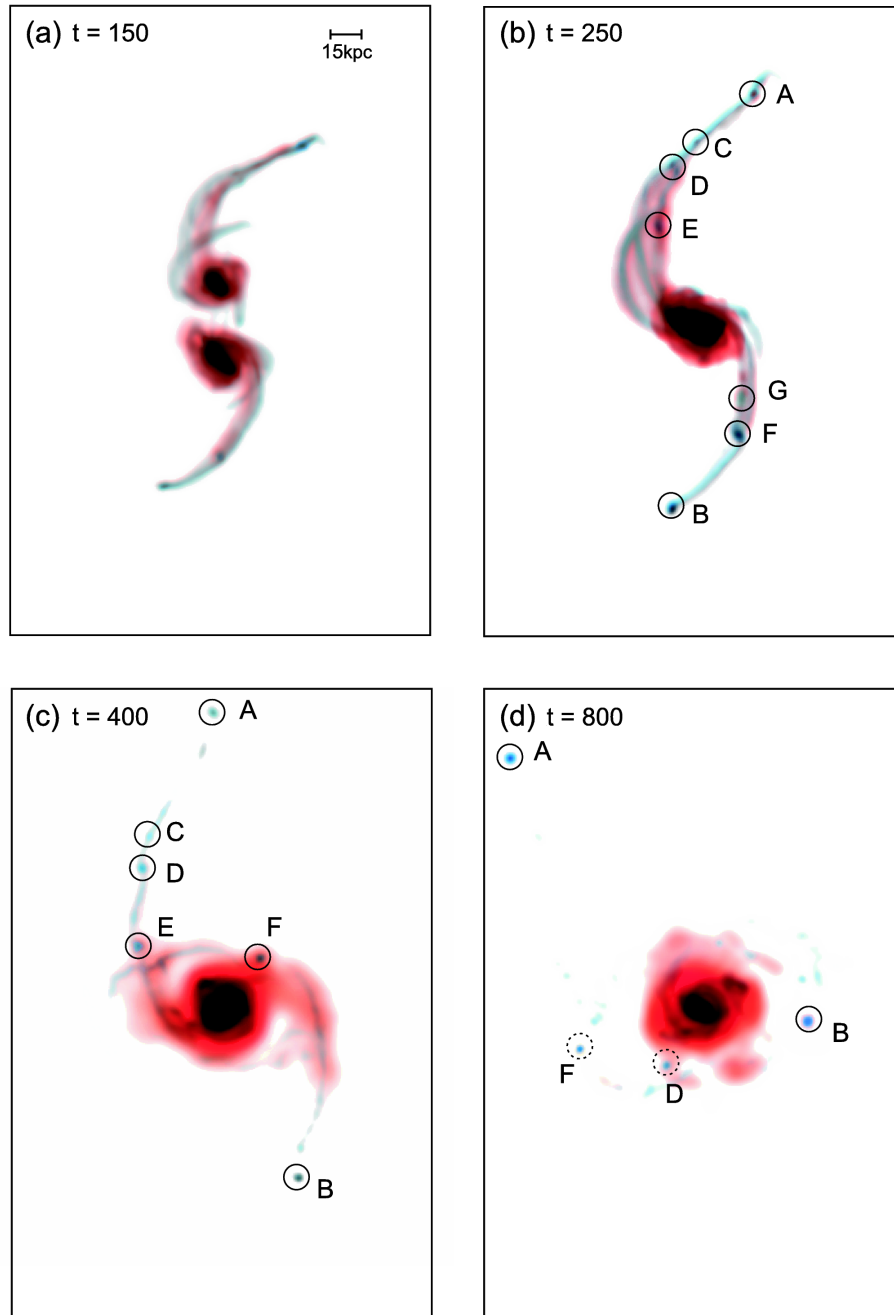 (a) t = 150
15kpc
(b) t = 250
A
C
D
E
G
F
B
(c) t = 400
A
C
D
E
F
B
(d) t = 800
A
B
F
D